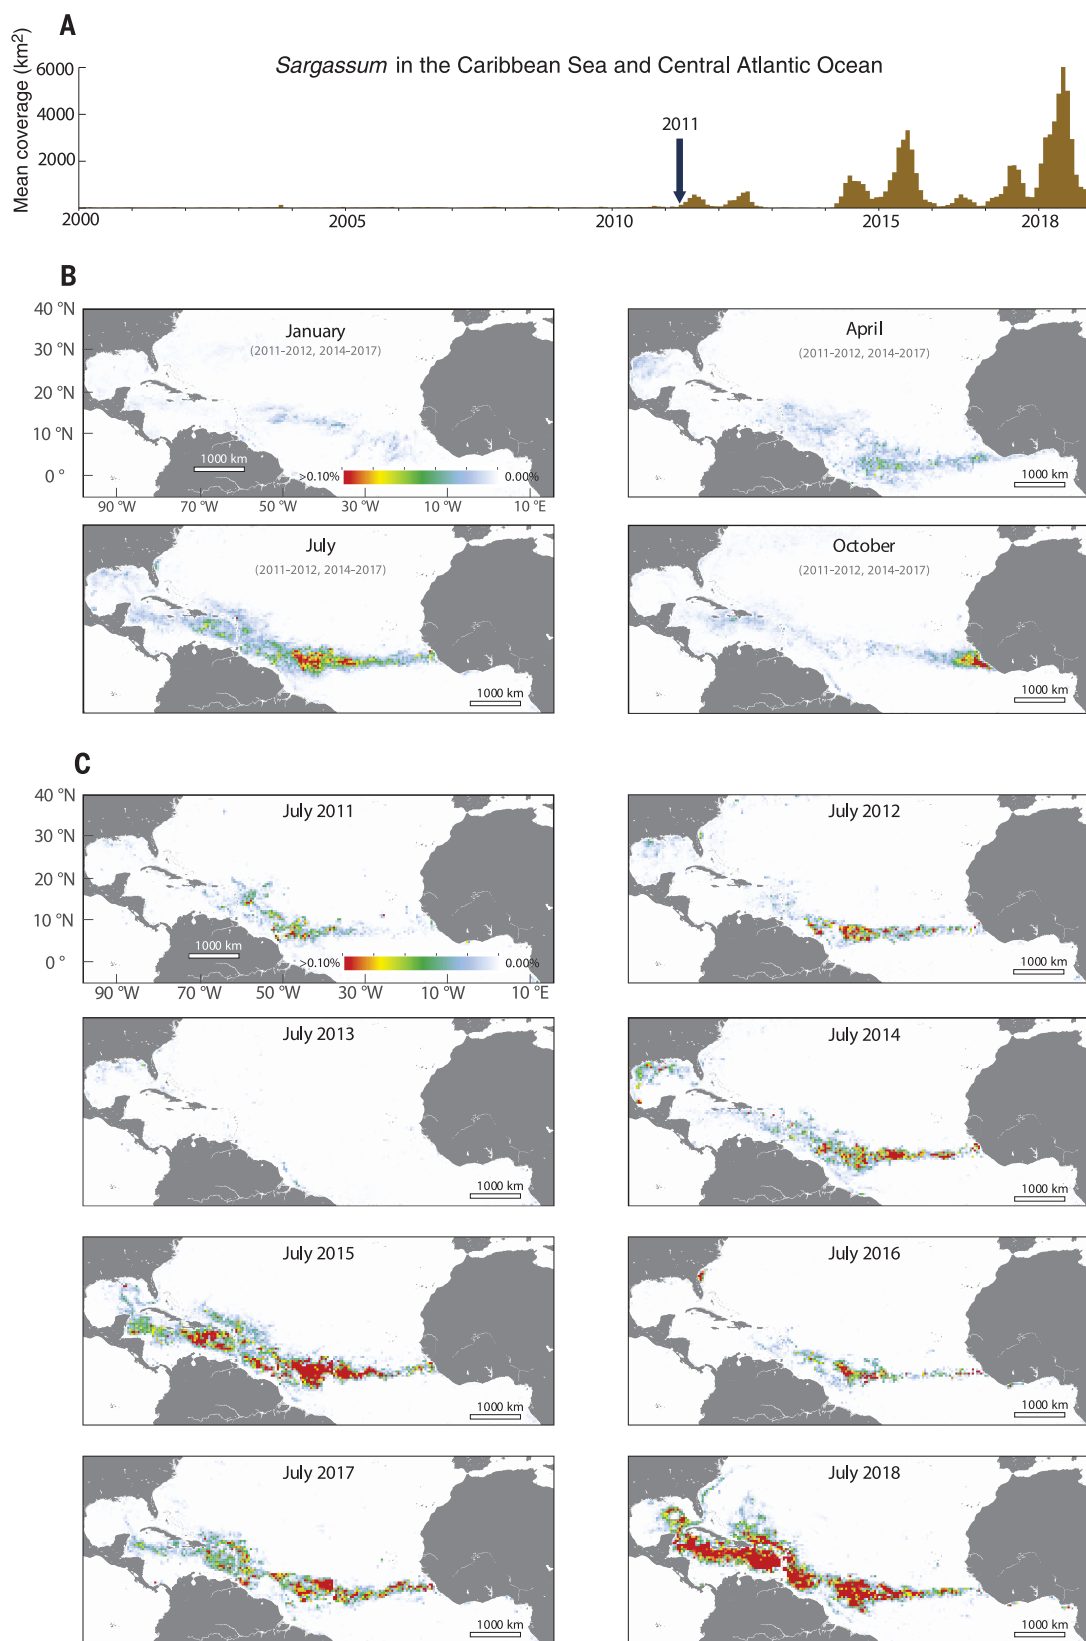 A
Sargassum in the Caribbean Sea and Central Atlantic Ocean
Mean coverage (km²)
6000
4000
2000
2011
2000 2005 2010 2015 2018
B
40 °N
30 °N
20 °N
10 °N
0 °
January
(2011-2012, 2014-2017)
1000 km
>0.10% 0.00%
90 °W 70 °W 50 °W 30 °W 10 °W 10 °E
April
(2011-2012, 2014-2017)
1000 km
July
(2011-2012, 2014-2017)
1000 km
October
(2011-2012, 2014-2017)
1000 km
C
40 °N
30 °N
20 °N
10 °N
0 °
July 2011
1000 km
>0.10% 0.00%
90 °W 70 °W 50 °W 30 °W 10 °W 10 °E
July 2012
1000 km
July 2013
1000 km
July 2014
1000 km
July 2015
1000 km
July 2016
1000 km
July 2017
1000 km
July 2018
1000 km